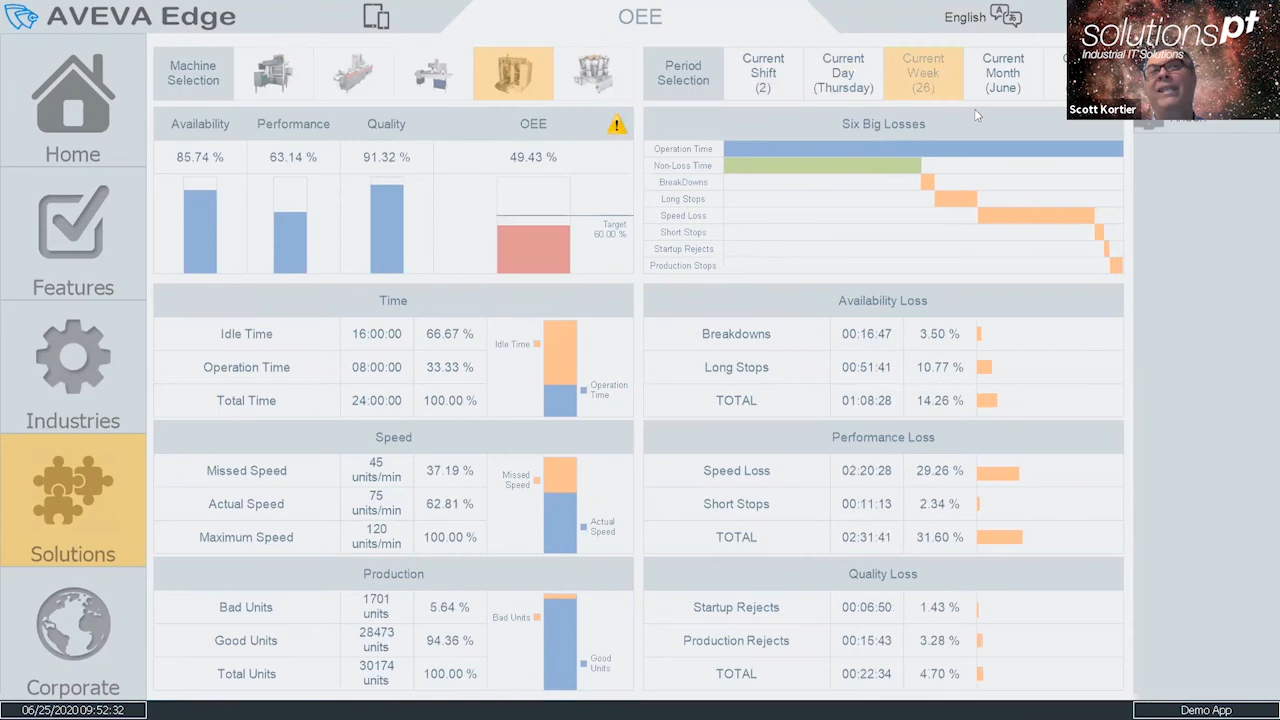 AVEVA Edge
OEE
English
solutionspt
Industrial IT Solutions
Scott Kortier
Home
Features
Industries
Solutions
Corporate
Machine
Selection
Period
Selection
Current
Shift
(2)
Current
Day
(Thursday)
Current
Week
(26)
Current
Month
(June)
Availability
Performance
Quality
OEE
85.74 %
63.14 %
91.32 %
49.43 %
Target
60.00 %
Six Big Losses
Operation Time
Non-Loss Time
BreakDowns
Long Stops
Speed Loss
Short Stops
Startup Rejects
Production Stops
Time
Idle Time 16:00:00 66.67 %
Operation Time 08:00:00 33.33 %
Total Time 24:00:00 100.00 %
Idle Time
Operation
Time
Availability Loss
Breakdowns 00:16:47 3.50 %
Long Stops 00:51:41 10.77 %
TOTAL 01:08:28 14.26 %
Speed
Missed Speed 45 units/min 37.19 %
Actual Speed 75 units/min 62.81 %
Maximum Speed 120 units/min 100.00 %
Missed
Speed
Actual
Speed
Performance Loss
Speed Loss 02:20:28 29.26 %
Short Stops 00:11:13 2.34 %
TOTAL 02:31:41 31.60 %
Production
Bad Units 1701 units 5.64 %
Good Units 28473 units 94.36 %
Total Units 30174 units 100.00 %
Bad Units
Good
Units
Quality Loss
Startup Rejects 00:06:50 1.43 %
Production Rejects 00:15:43 3.28 %
TOTAL 00:22:34 4.70 %
06/25/2020 09:52:32
Demo App